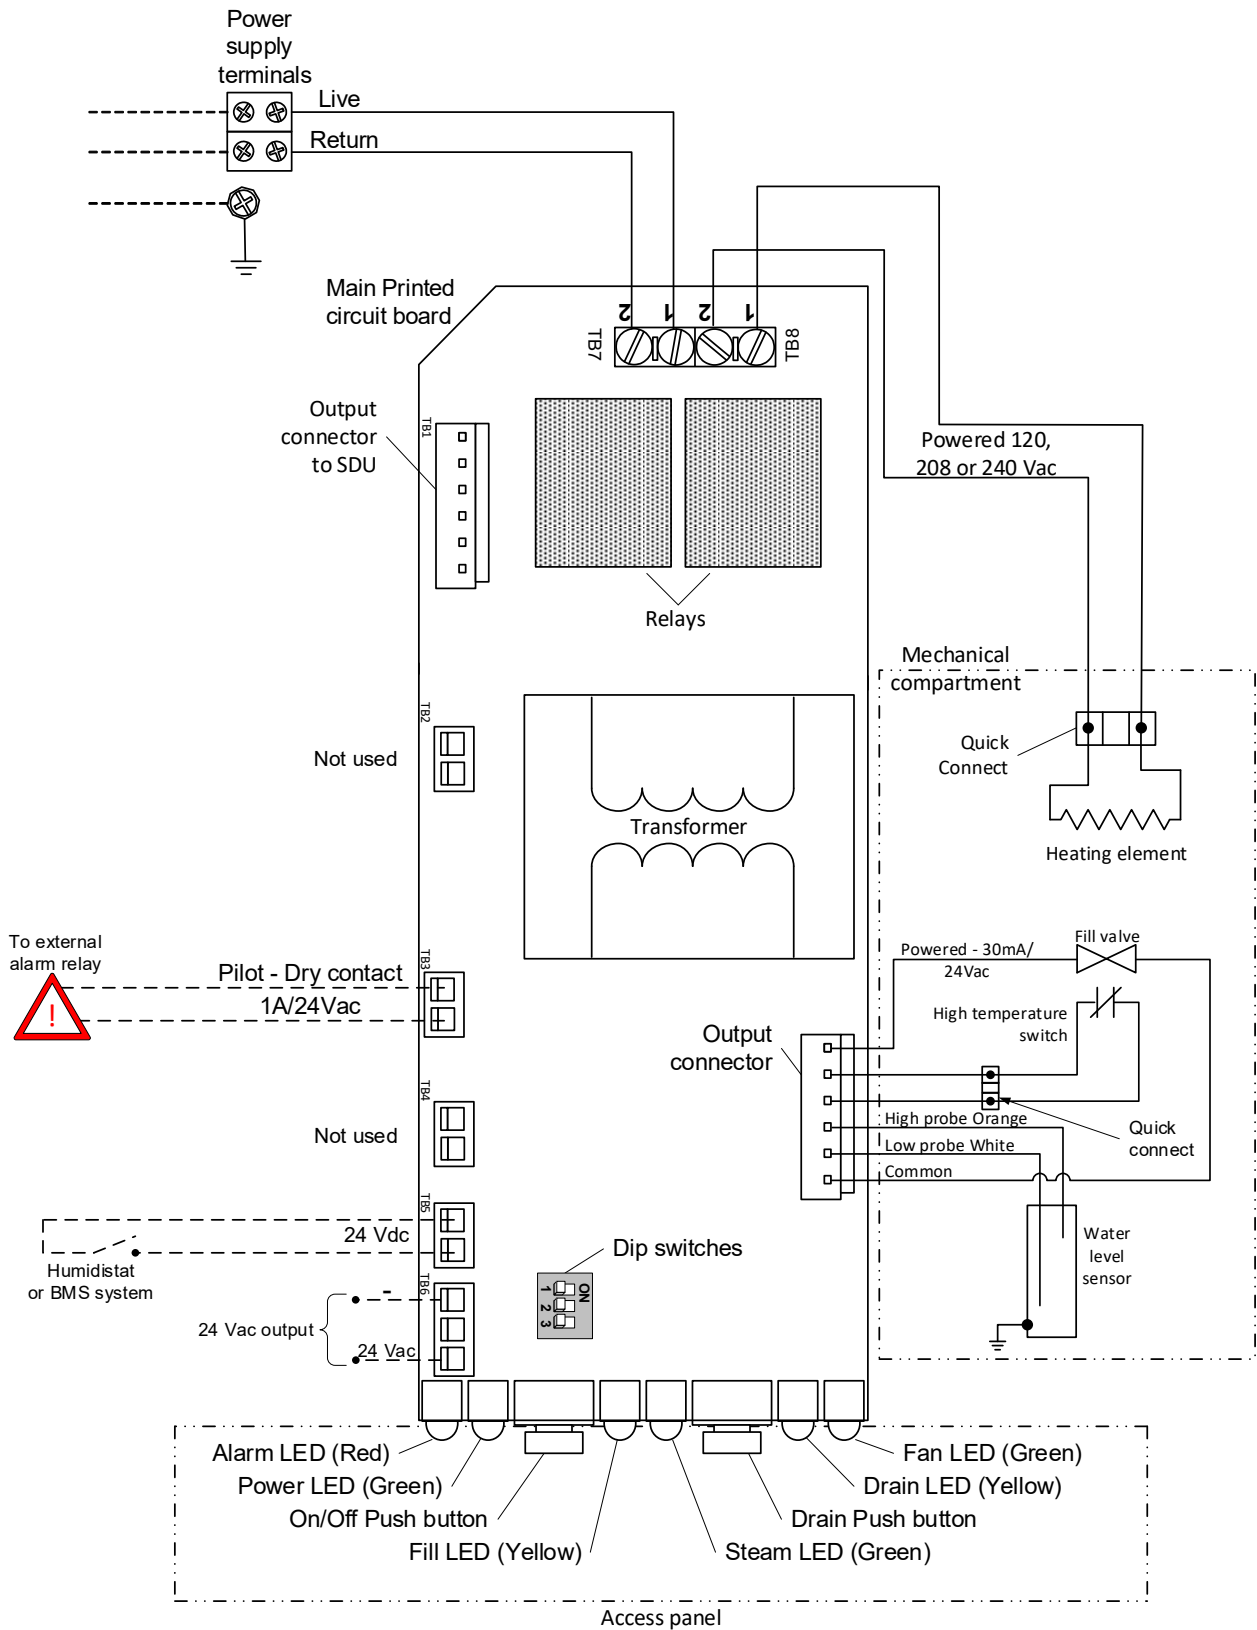 Power
supply
terminals
Live
Return
Main Printed
circuit board
2
1
2
1
TB7
TB8
Output
connector
to SDU
TB1
Powered 120,
208 or 240 Vac
Relays
Mechanical
compartment
TB2
Not used
Quick
Connect
Transformer
Heating element
To external
alarm relay
!
TB3
Pilot - Dry contact
1A/24Vac
Powered - 30mA/
24Vac
Fill valve
High temperature
switch
Output
connector
TB4
Not used
High probe Orange
Low probe White
Common
Quick
connect
TB5
24 Vdc
Humidistat
or BMS system
Dip switches
Water
level
sensor
TB6
-
24 Vac output
24 Vac
ON
1
2
3
Alarm LED (Red)
Fan LED (Green)
Power LED (Green)
Drain LED (Yellow)
On/Off Push button
Drain Push button
Fill LED (Yellow)
Steam LED (Green)
Access panel